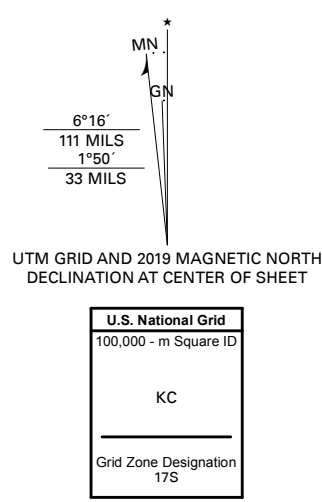 ★
MN
GN
6°16´
111 MILS
1°50´
33 MILS
UTM GRID AND 2019 MAGNETIC NORTH
DECLINATION AT CENTER OF SHEET
U.S. National Grid
100,000 - m Square ID
KC
Grid Zone Designation
17S